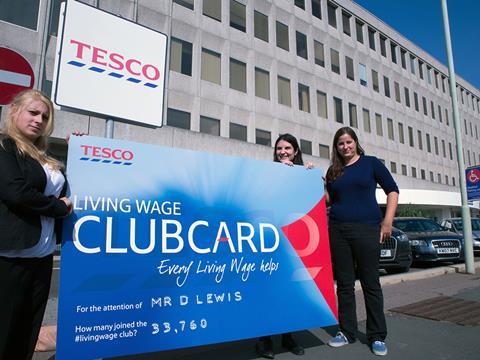 TESCO
TESCO
LIVING WAGE
CLUBCARD
Every Living Wage helps
For the attention of MR D LEWIS
How many joined the
#livingwage club? 33,760